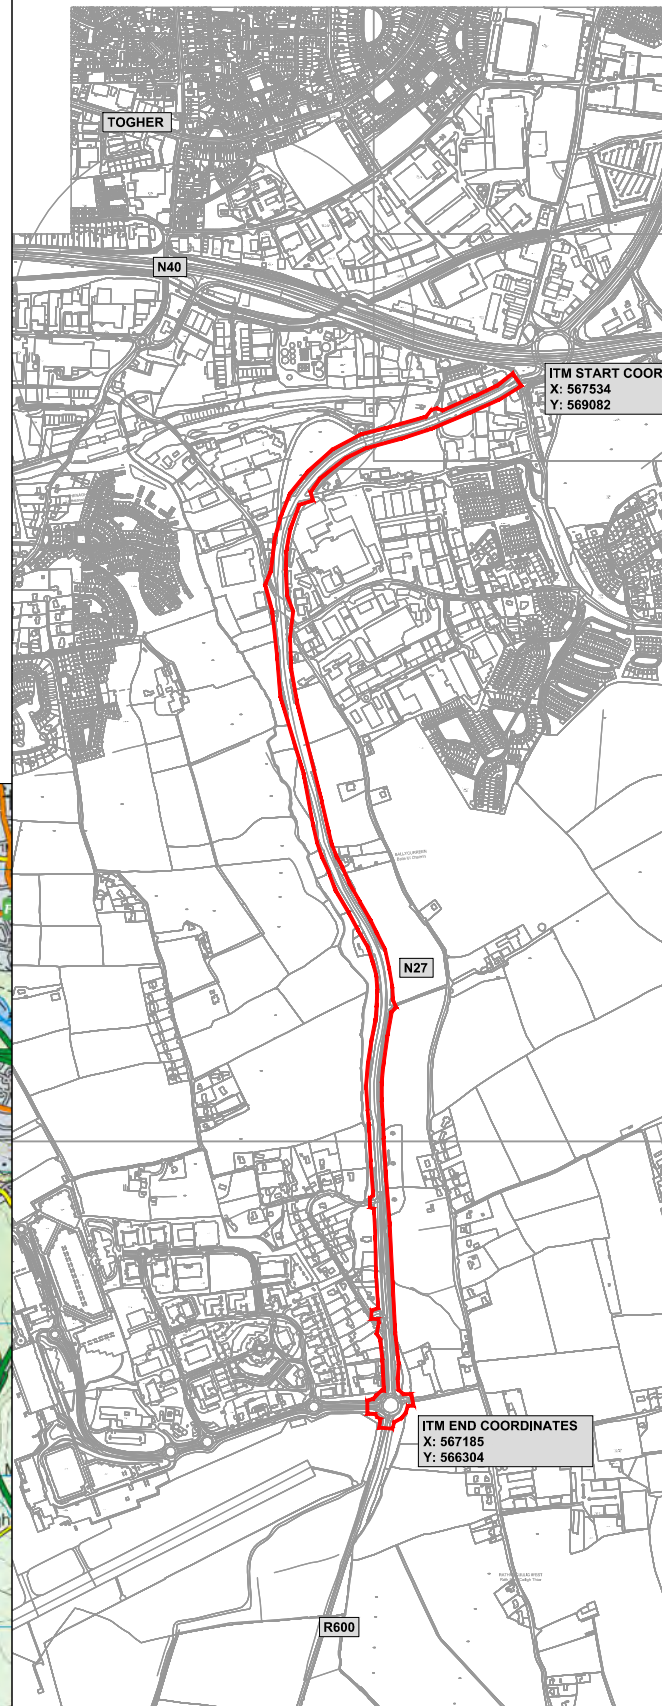 TOGHER
N40
ITM START COOR
X: 567534
Y: 569082
N27
ITM END COORDINATES
X: 567185
Y: 566304
R600